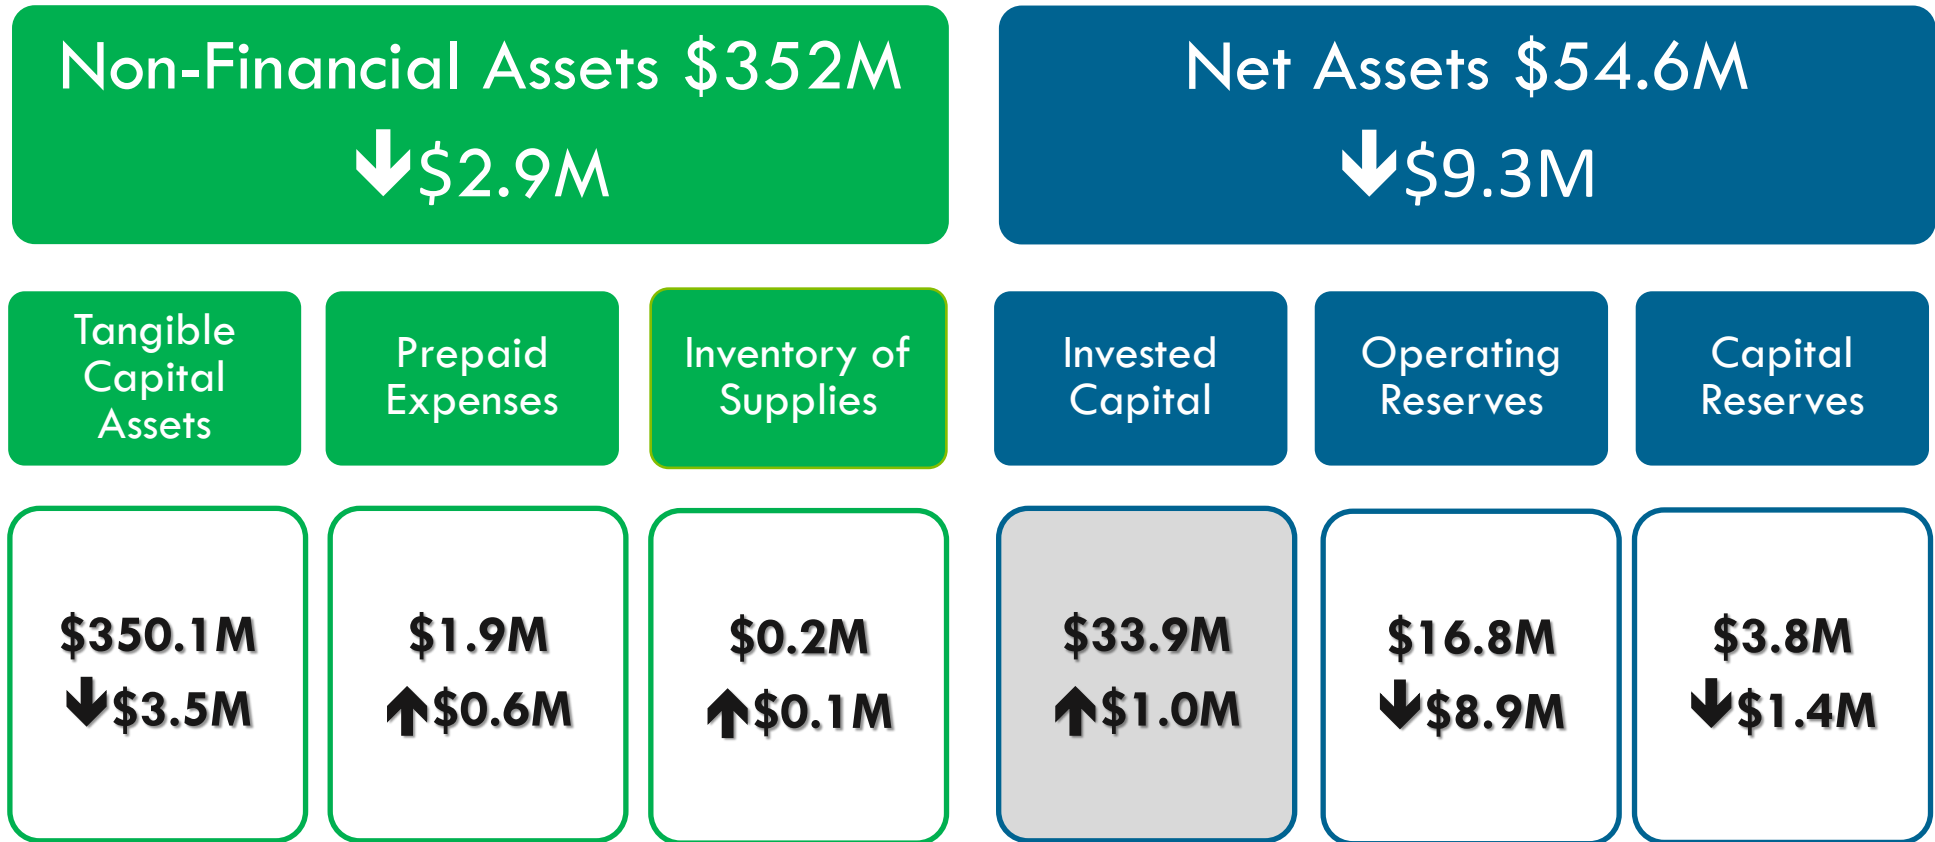 Non-Financial Assets $352M
🡻$2.9M
Net Assets $54.6M
🡻$9.3M
Tangible
Capital
Assets
Prepaid
Expenses
Inventory of
Supplies
Invested
Capital
Operating
Reserves
Capital
Reserves
$350.1M
🡻$3.5M
$1.9M
🡹$0.6M
$0.2M
🡹$0.1M
$33.9M
🡹$1.0M
$16.8M
🡻$8.9M
$3.8M
🡻$1.4M